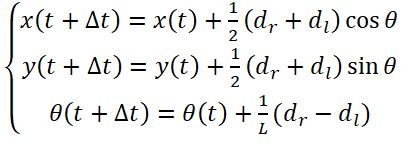 x(t + Δt) = x(t) + 1/2 (d_r + d_l) cos θ
y(t + Δt) = y(t) + 1/2 (d_r + d_l) sin θ
θ(t + Δt) = θ(t) + 1/L (d_r − d_l)